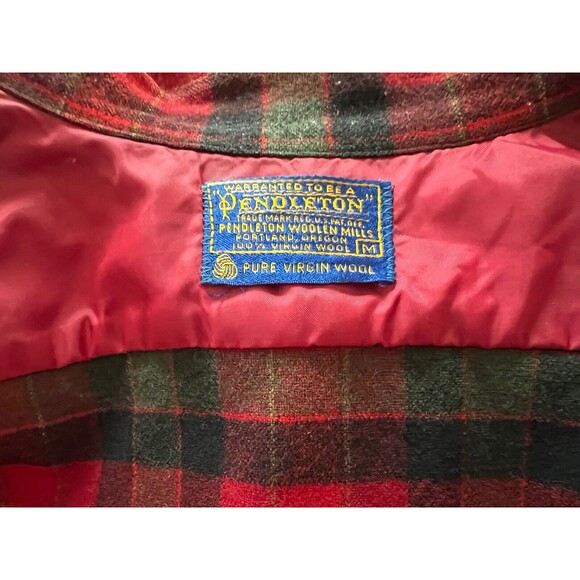 WARRANTED TO BE A
"PENDLETON"
TRADE MARK REG. U.S. PAT. OFF.
PENDLETON WOOLEN MILLS
PORTLAND, OREGON
100% VIRGIN WOOL M
PURE VIRGIN WOOL